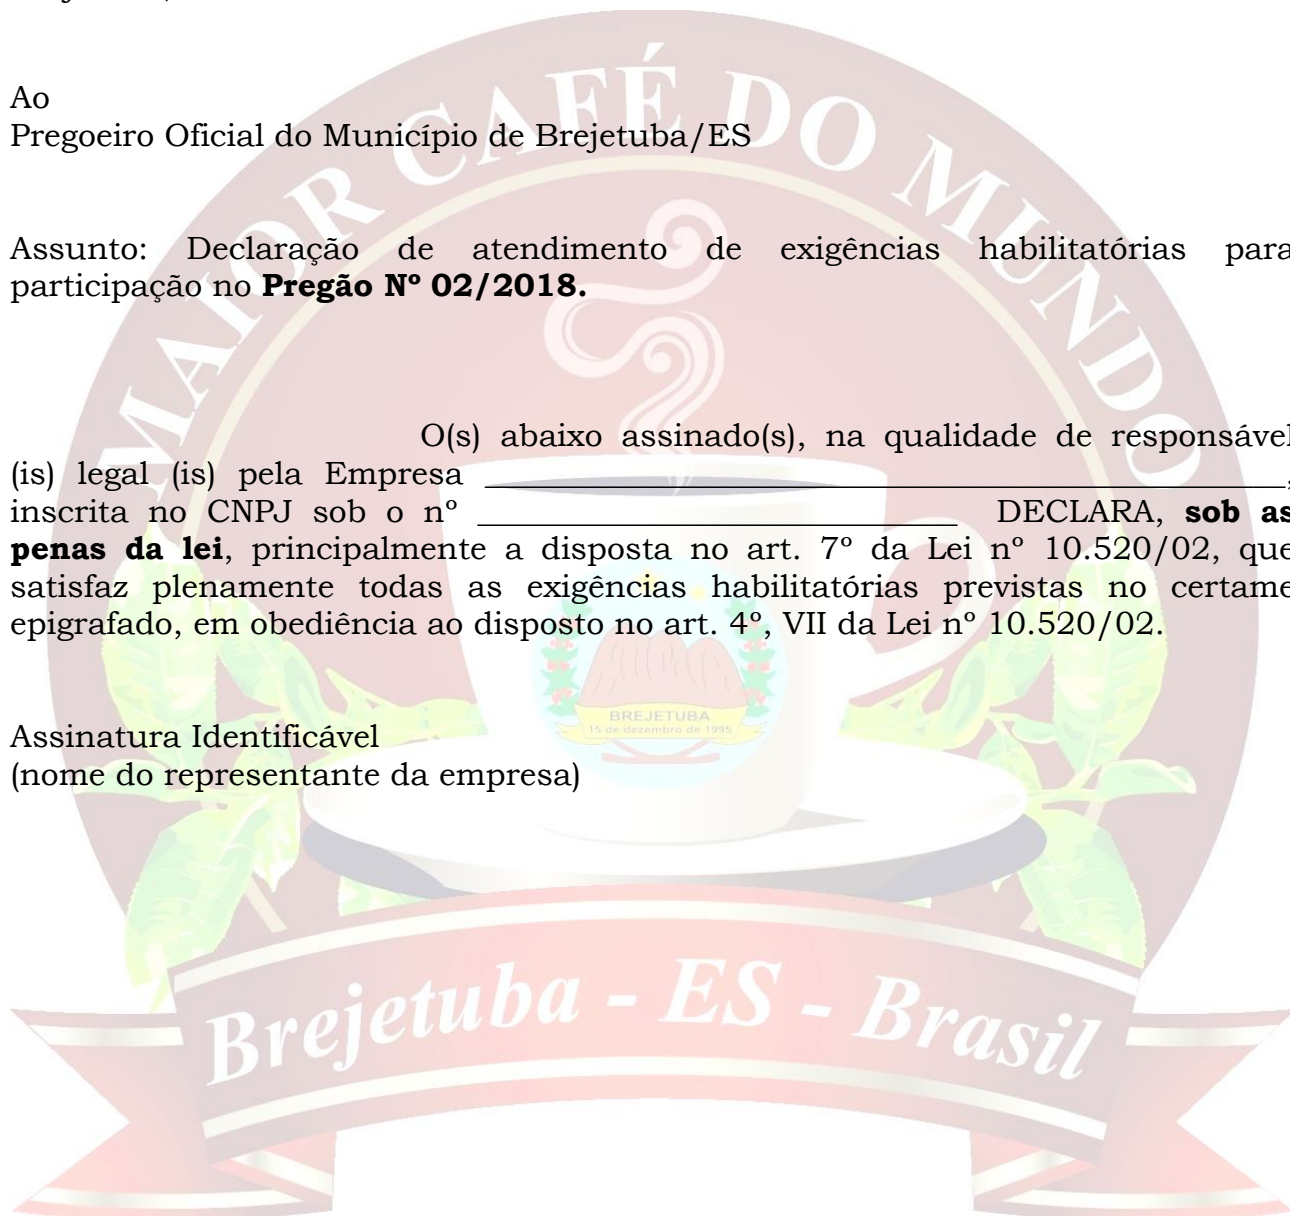 Ao
Pregoeiro Oficial do Município de Brejetuba/ES
Assunto: Declaração de atendimento de exigências habilitatórias para
participação no Pregão Nº 02/2018.
O(s) abaixo assinado(s), na qualidade de responsável
(is) legal (is) pela Empresa ____________________________________________,
inscrita no CNPJ sob o nº __________________________ DECLARA, sob as
penas da lei, principalmente a disposta no art. 7º da Lei nº 10.520/02, que
satisfaz plenamente todas as exigências habilitatórias previstas no certame
epigrafado, em obediência ao disposto no art. 4º, VII da Lei nº 10.520/02.
Assinatura Identificável
(nome do representante da empresa)
MAIOR CAFÉ DO MUNDO
BREJETUBA
15 de dezembro de 1995
Brejetuba - ES - Brasil